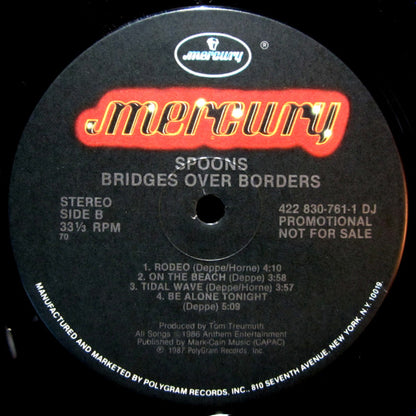 mercury ®
mercury
SPOONS
BRIDGES OVER BORDERS
STEREO
SIDE B
33⅓ RPM
70
422 830-761-1 DJ
PROMOTIONAL
NOT FOR SALE
1. RODEO (Deppe/Horne) 4:10
2. ON THE BEACH (Deppe) 3:58
3. TIDAL WAVE (Deppe/Horne) 3:57
4. BE ALONE TONIGHT
(Deppe) 5:09
Produced by Tom Treumuth
All Songs ℗1986 Anthem Entertainment
Published by Mark-Cain Music (CAPAC)
℗ 1987 PolyGram Records, Inc.
MANUFACTURED AND MARKETED BY POLYGRAM RECORDS, INC., 810 SEVENTH AVENUE, NEW YORK, N.Y. 10019